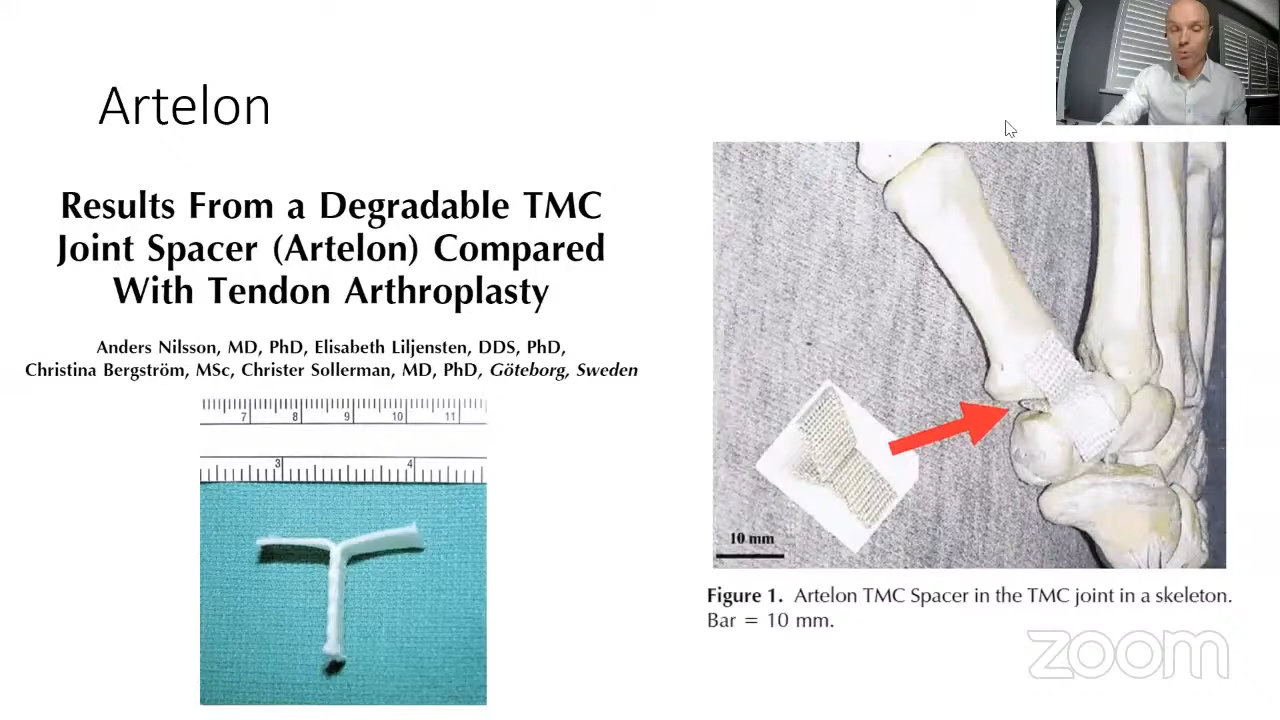 Artelon
Results From a Degradable TMC
Joint Spacer (Artelon) Compared
With Tendon Arthroplasty
Anders Nilsson, MD, PhD, Elisabeth Liljensten, DDS, PhD,
Christina Bergström, MSc, Christer Sollerman, MD, PhD, Göteborg, Sweden
7 8 9 10 11
3 4
10 mm
Figure 1. Artelon TMC Spacer in the TMC joint in a skeleton.
Bar = 10 mm.
zoom